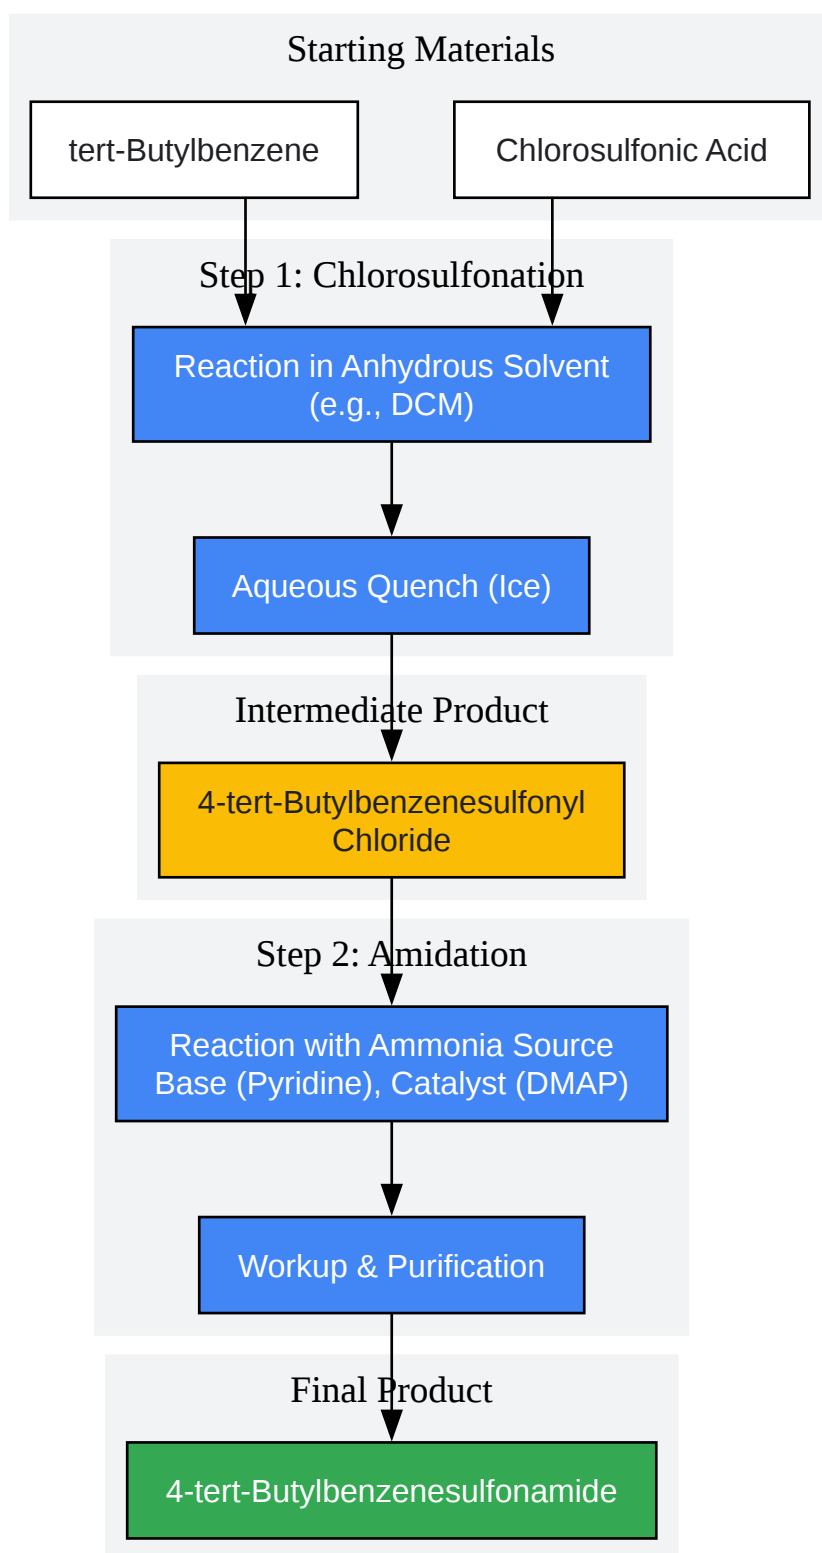 Starting Materials
tert-Butylbenzene
Chlorosulfonic Acid
Step 1: Chlorosulfonation
Reaction in Anhydrous Solvent
(e.g., DCM)
Aqueous Quench (Ice)
Intermediate Product
4-tert-Butylbenzenesulfonyl
Chloride
Step 2: Amidation
Reaction with Ammonia Source
Base (Pyridine), Catalyst (DMAP)
Workup & Purification
Final Product
4-tert-Butylbenzenesulfonamide